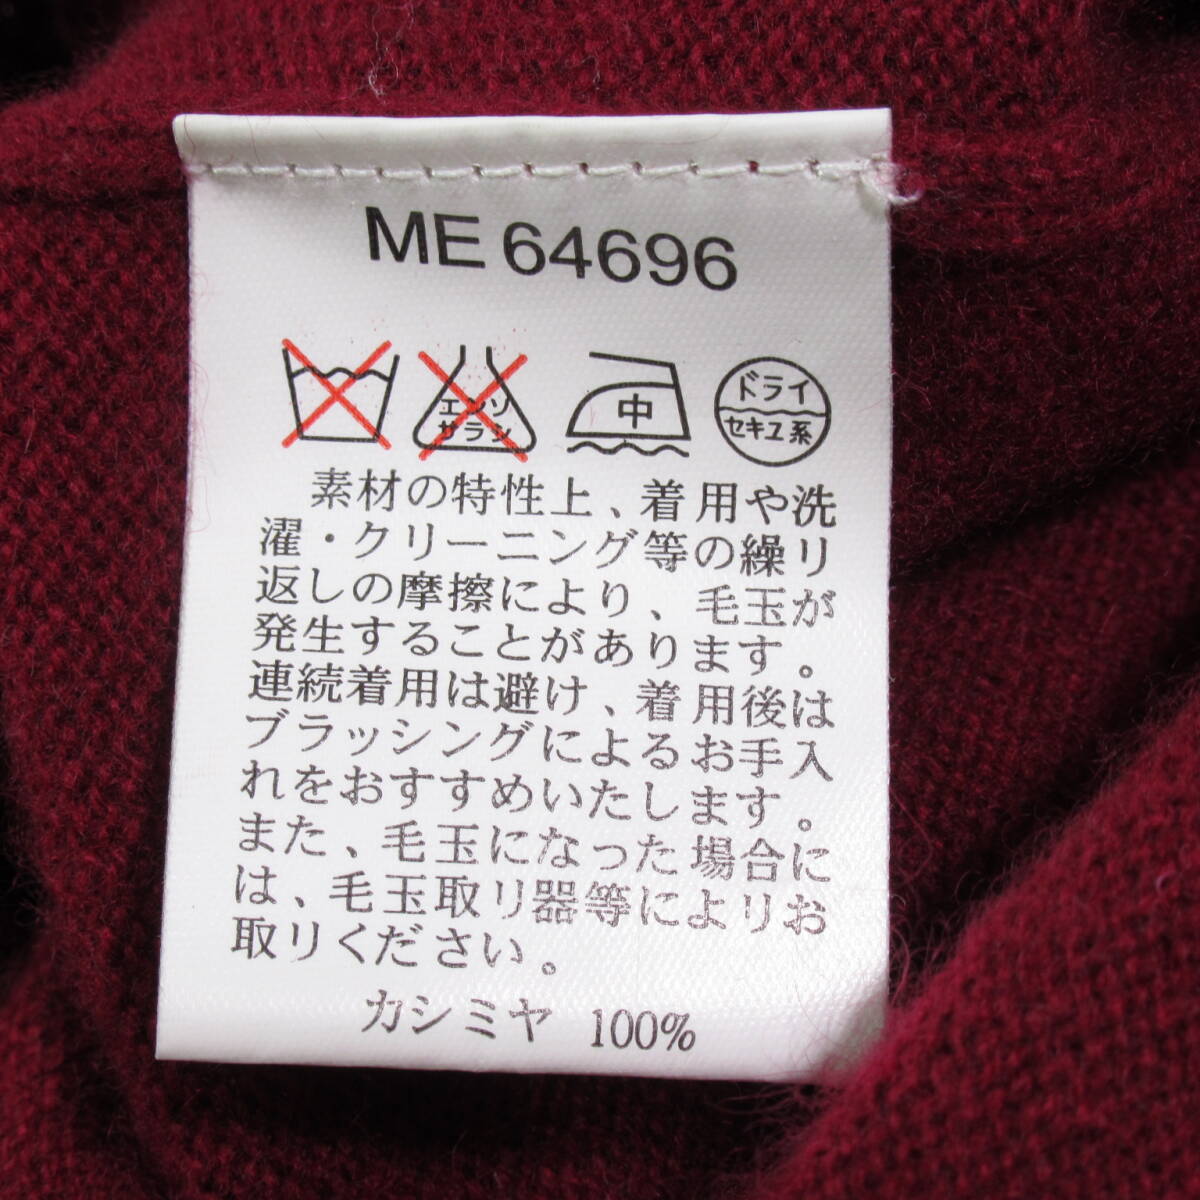 ME 64696
エンソ
サラシ
中
ドライ
セキユ系
素材の特性上、着用や洗
濯・クリーニング等の繰り
返しの摩擦により、毛玉が
発生することがあります。
連続着用は避け、着用後は
ブラッシングによるお手入
れをおすすめいたします。
また、毛玉になった場合に
は、毛玉取り器等によりお
取りください。
カシミヤ 100%